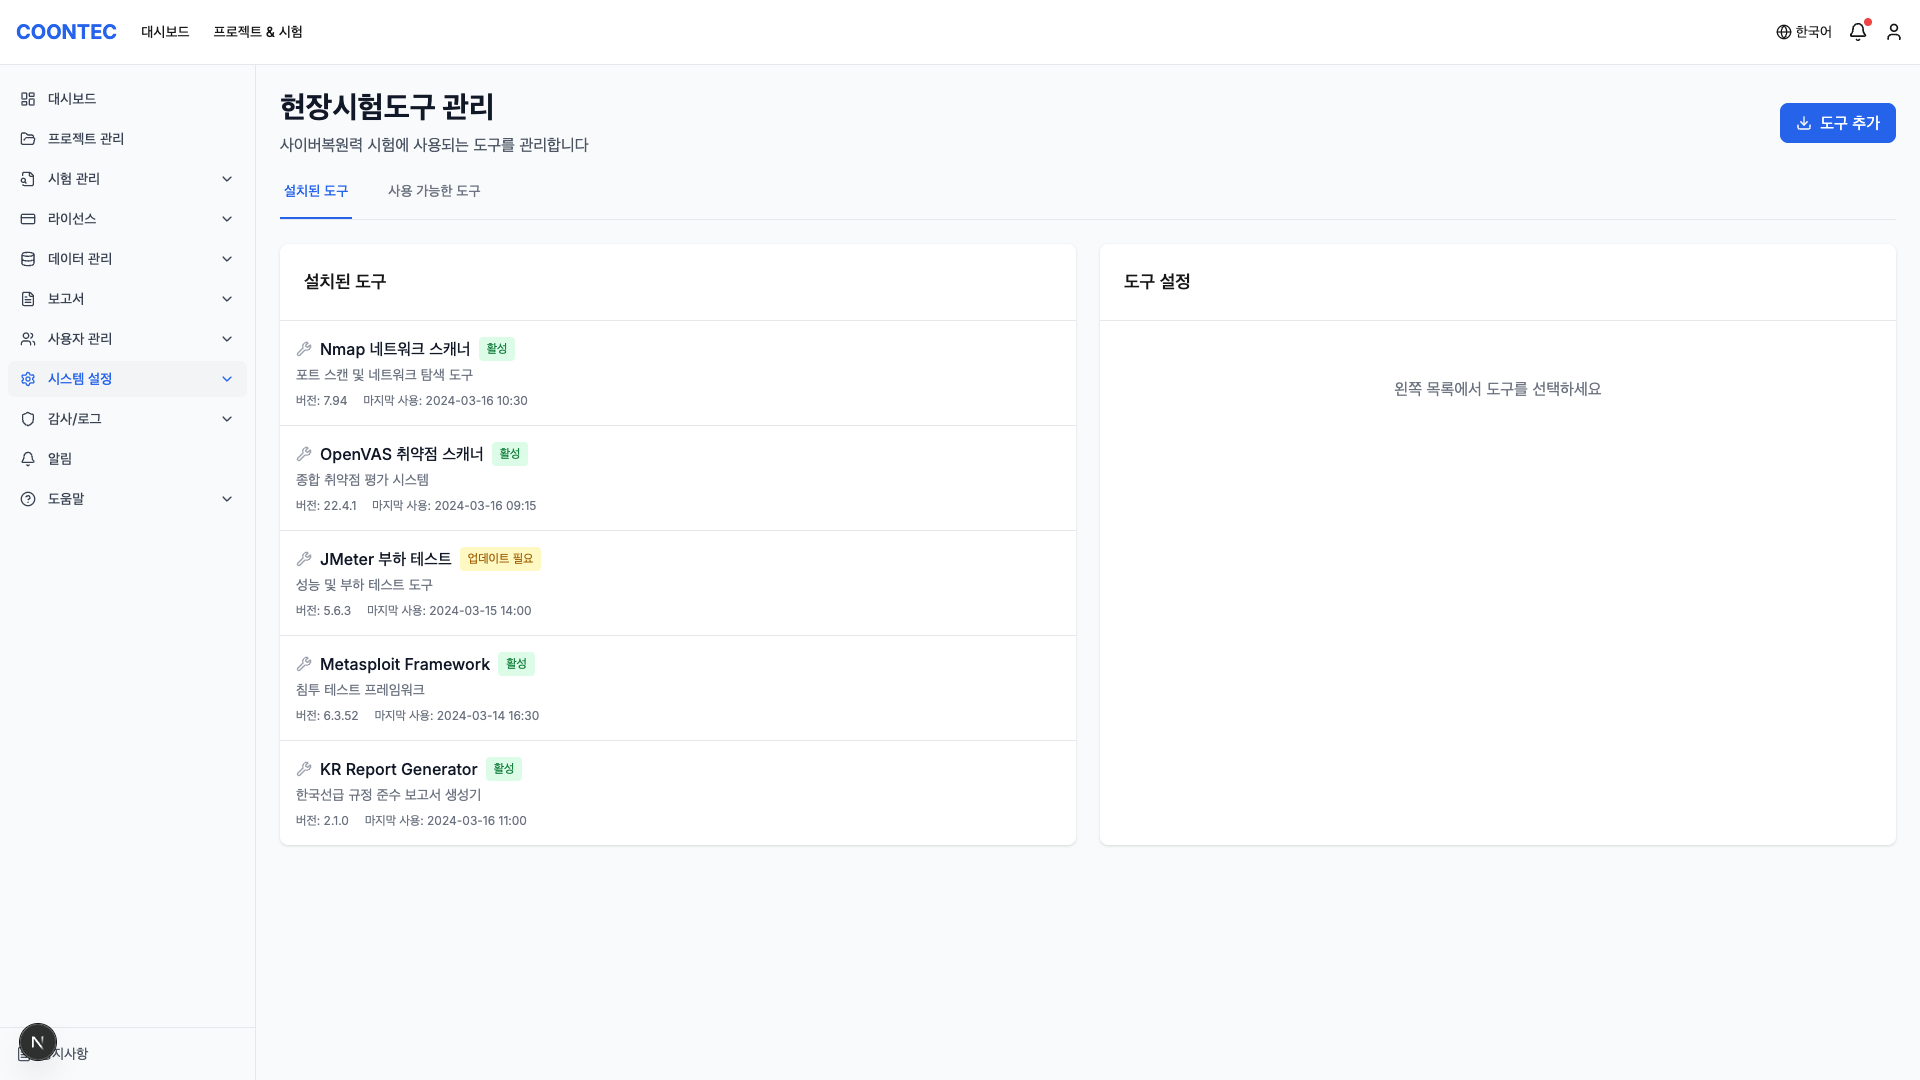 COONTEC
대시보드
프로젝트 & 시험
한국어
대시보드
프로젝트 관리
시험 관리
라이선스
데이터 관리
보고서
사용자 관리
시스템 설정
감사/로그
알림
도움말
N
지사항
현장시험도구 관리
사이버복원력 시험에 사용되는 도구를 관리합니다
도구 추가
설치된 도구
사용 가능한 도구
설치된 도구
Nmap 네트워크 스캐너 활성
포트 스캔 및 네트워크 탐색 도구
버전: 7.94 마지막 사용: 2024-03-16 10:30
OpenVAS 취약점 스캐너 활성
종합 취약점 평가 시스템
버전: 22.4.1 마지막 사용: 2024-03-16 09:15
JMeter 부하 테스트 업데이트 필요
성능 및 부하 테스트 도구
버전: 5.6.3 마지막 사용: 2024-03-15 14:00
Metasploit Framework 활성
침투 테스트 프레임워크
버전: 6.3.52 마지막 사용: 2024-03-14 16:30
KR Report Generator 활성
한국선급 규정 준수 보고서 생성기
버전: 2.1.0 마지막 사용: 2024-03-16 11:00
도구 설정
왼쪽 목록에서 도구를 선택하세요